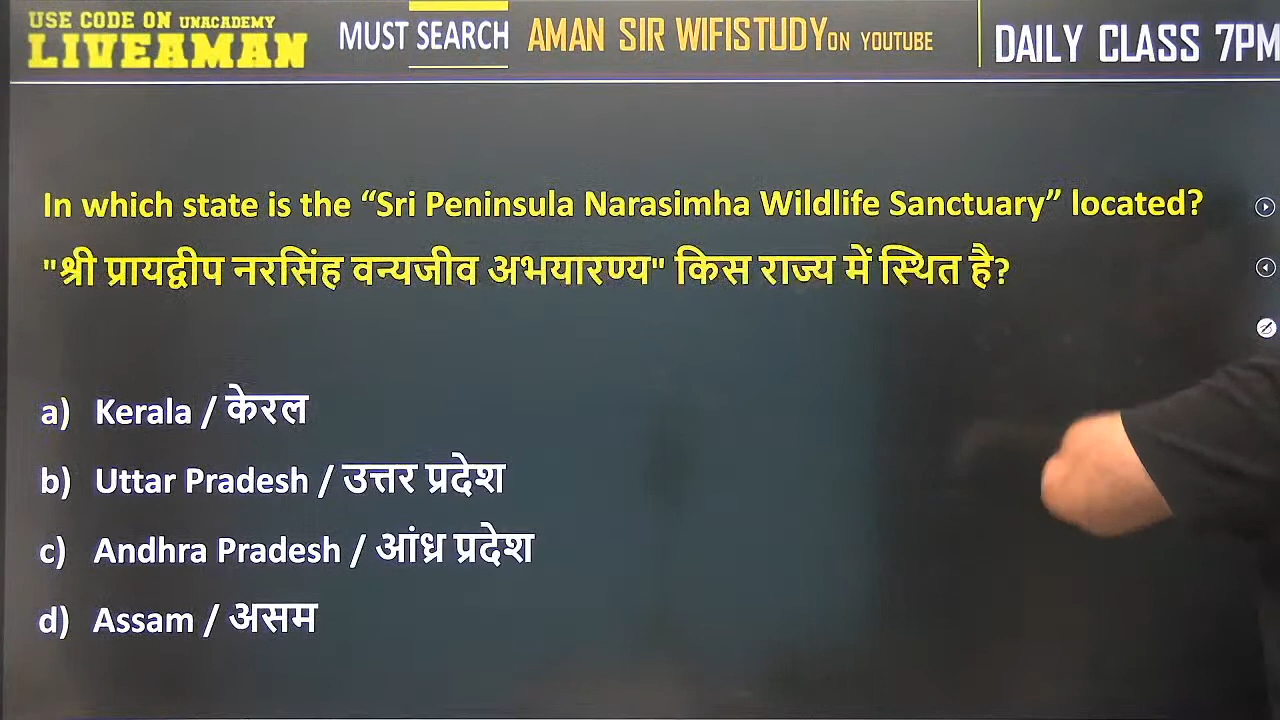 USE CODE ON UNACADEMY
LIVEAMAN
MUST SEARCH AMAN SIR WIFISTUDY ON YOUTUBE
DAILY CLASS 7PM
In which state is the “Sri Peninsula Narasimha Wildlife Sanctuary” located?
"श्री प्रायद्वीप नरसिंह वन्यजीव अभयारण्य" किस राज्य में स्थित है?
a) Kerala / केरल
b) Uttar Pradesh / उत्तर प्रदेश
c) Andhra Pradesh / आंध्र प्रदेश
d) Assam / असम